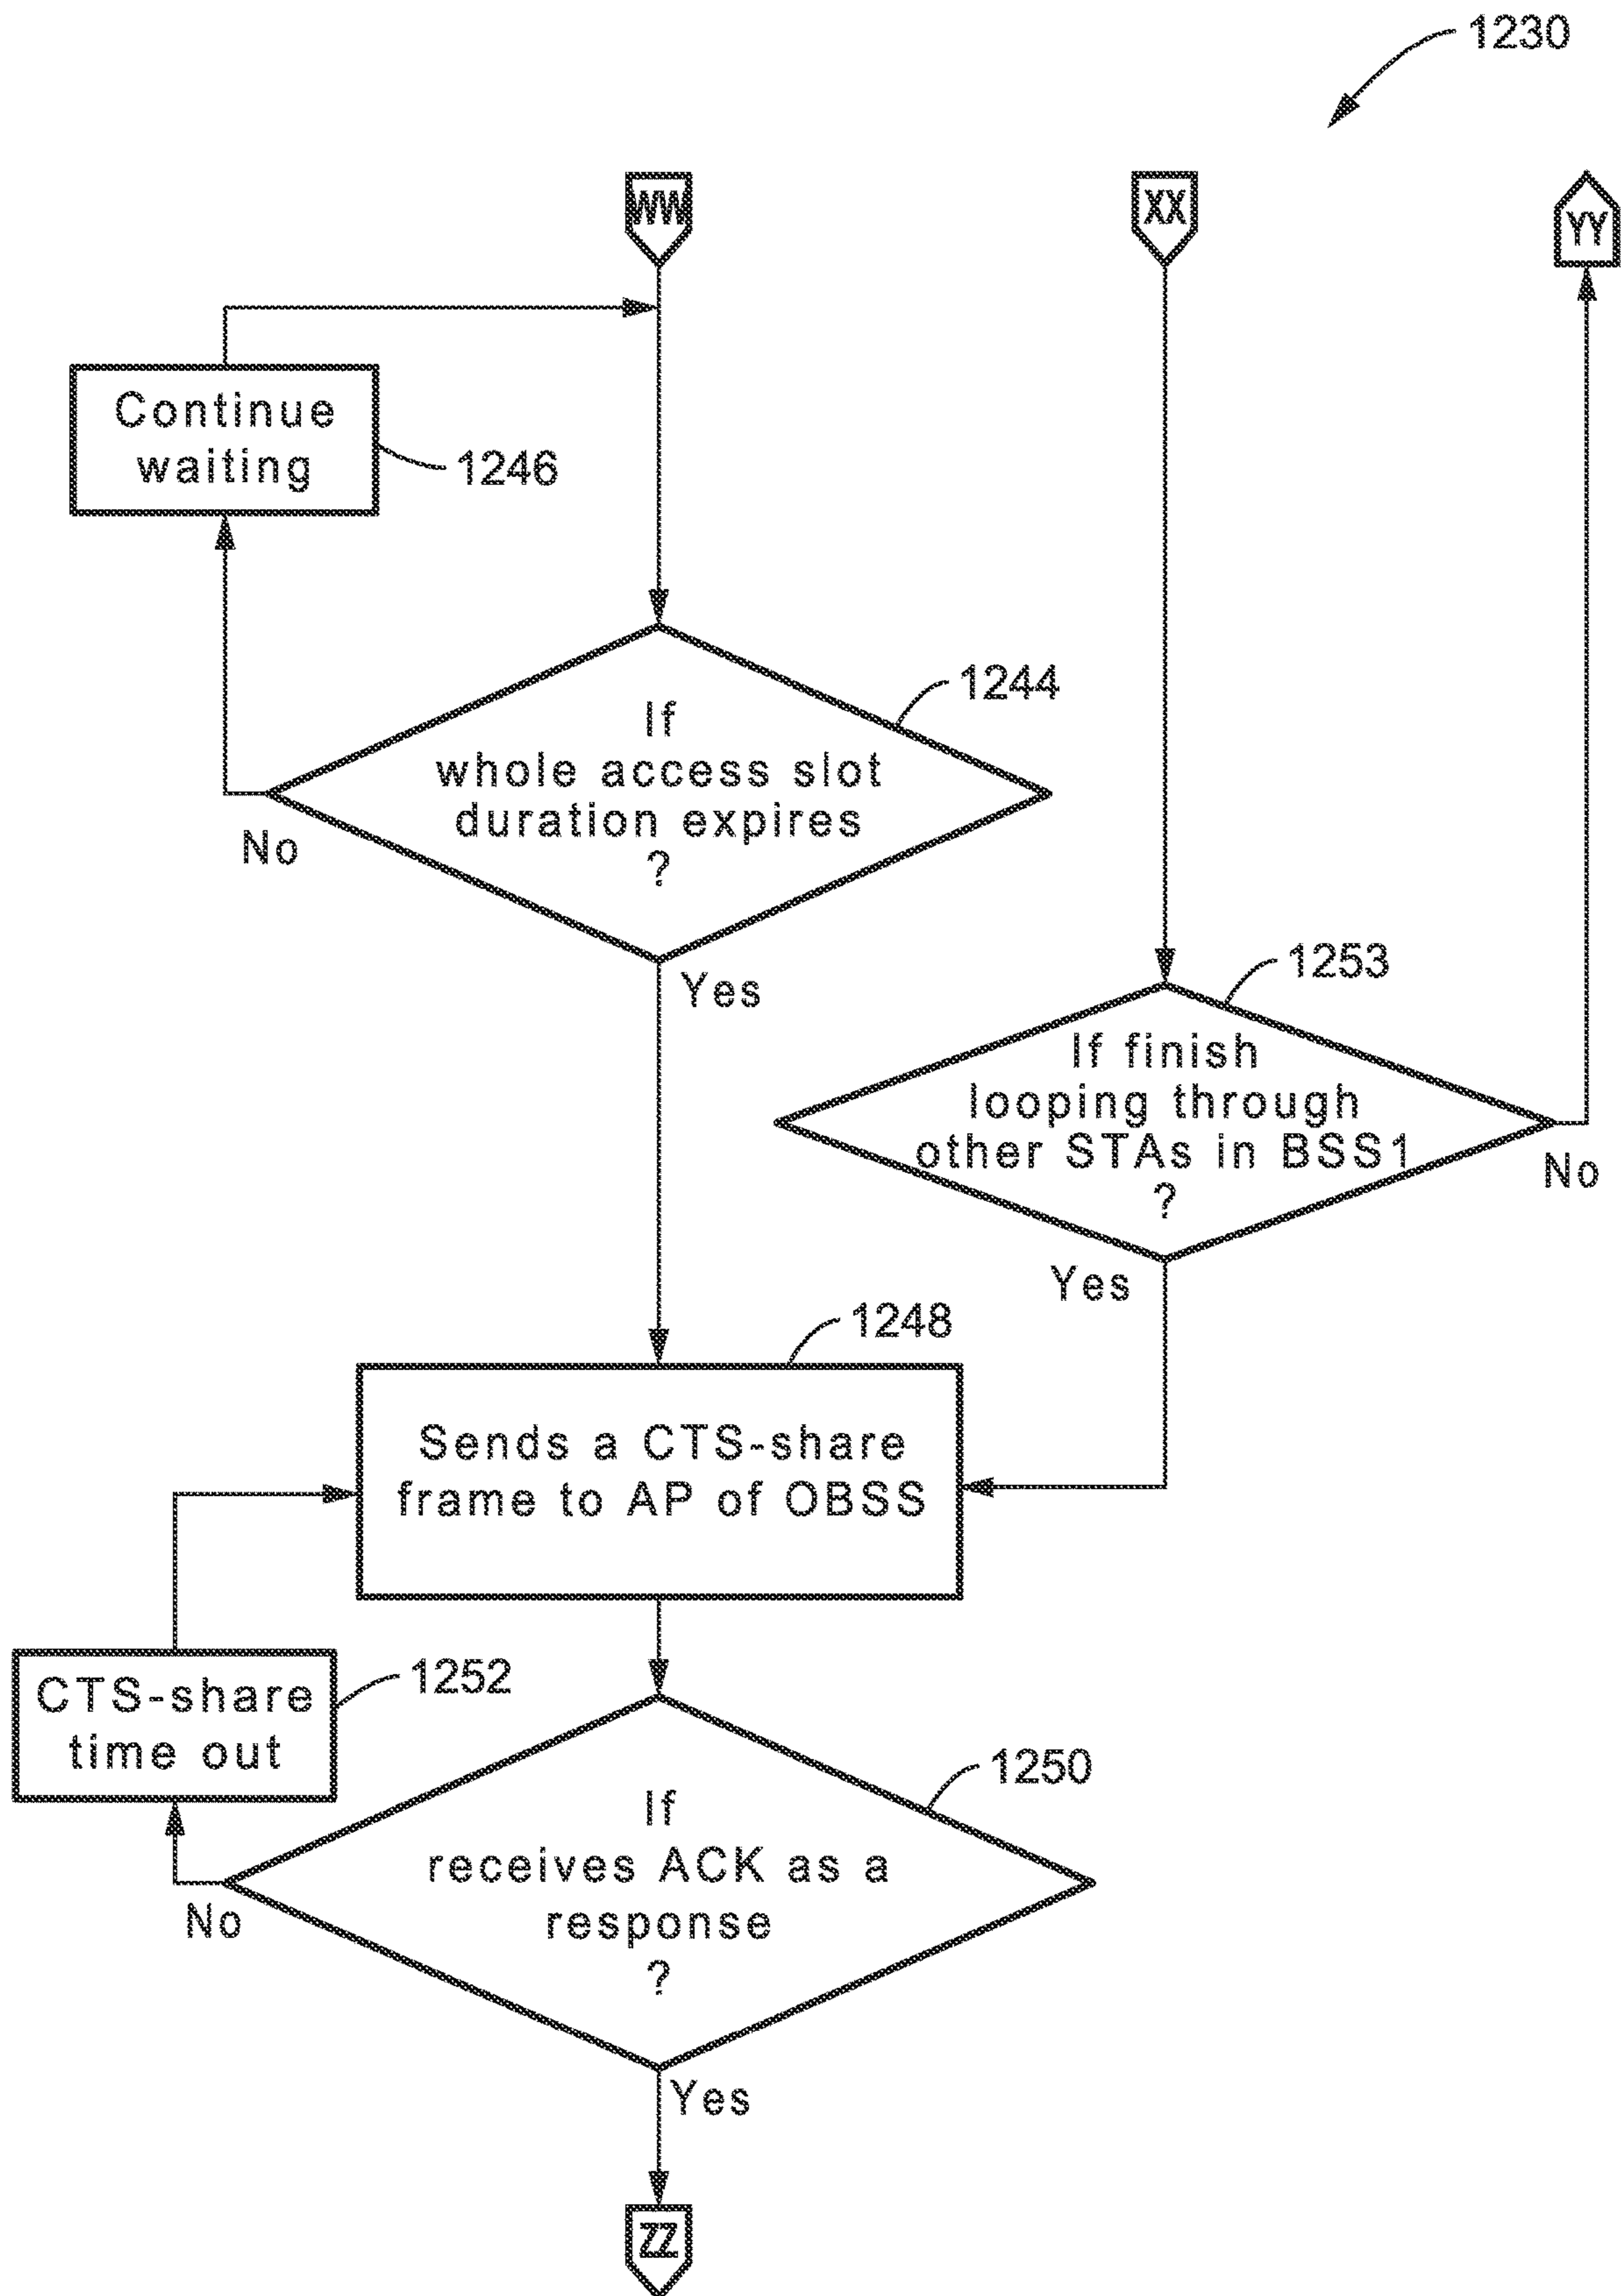 1230
WW
XX
YY
Continue
waiting
1246
1244
If
whole access slot
duration expires
?
No
Yes
1253
If finish
looping through
other STAs in BSS1
?
No
Yes
1248
Sends a CTS-share
frame to AP of OBSS
CTS-share
time out
1252
1250
If
receives ACK as a
response
?
No
Yes
ZZ